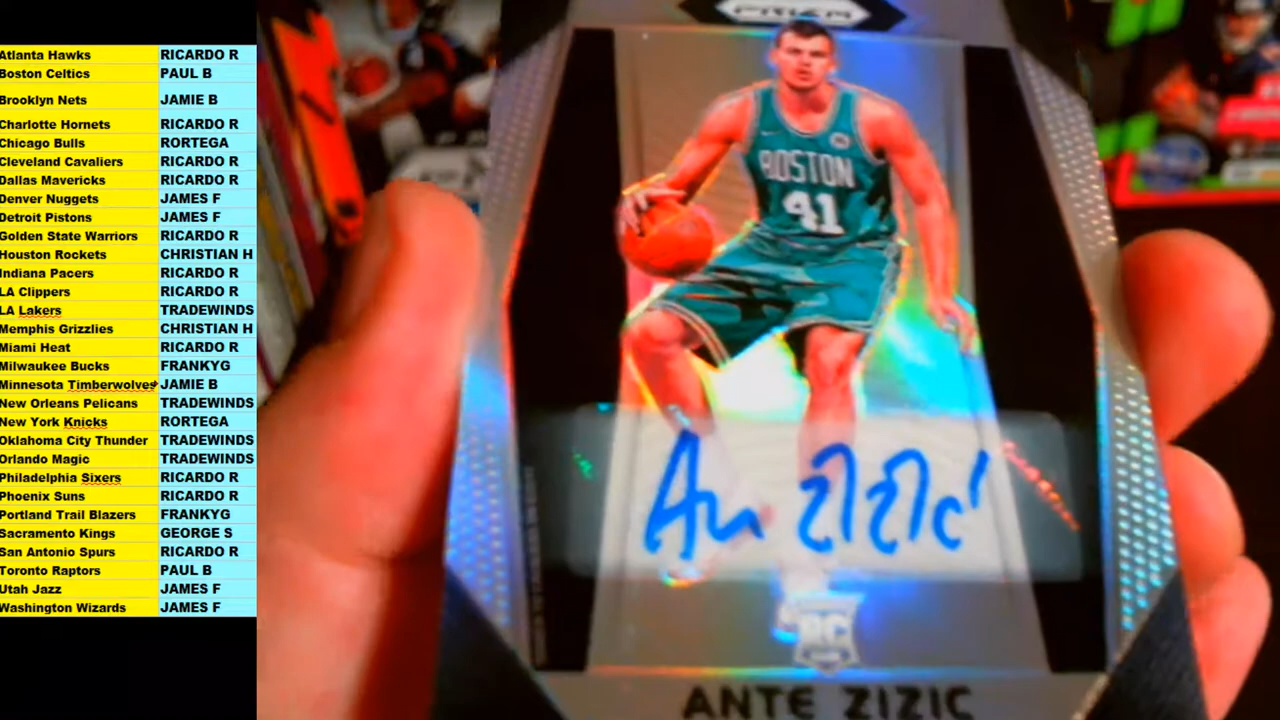 Atlanta Hawks RICARDO R
Boston Celtics PAUL B
Brooklyn Nets JAMIE B
Charlotte Hornets RICARDO R
Chicago Bulls RORTEGA
Cleveland Cavaliers RICARDO R
Dallas Mavericks RICARDO R
Denver Nuggets JAMES F
Detroit Pistons JAMES F
Golden State Warriors RICARDO R
Houston Rockets CHRISTIAN H
Indiana Pacers RICARDO R
LA Clippers RICARDO R
LA Lakers TRADEWINDS
Memphis Grizzlies CHRISTIAN H
Miami Heat RICARDO R
Milwaukee Bucks FRANKYG
Minnesota Timberwolves JAMIE B
New Orleans Pelicans TRADEWINDS
New York Knicks RORTEGA
Oklahoma City Thunder TRADEWINDS
Orlando Magic TRADEWINDS
Philadelphia Sixers RICARDO R
Phoenix Suns RICARDO R
Portland Trail Blazers FRANKYG
Sacramento Kings GEORGE S
San Antonio Spurs RICARDO R
Toronto Raptors PAUL B
Utah Jazz JAMES F
Washington Wizards JAMES F
PRIZM
BOSTON
41
An Zizić
RC
ANTE ZIZIC